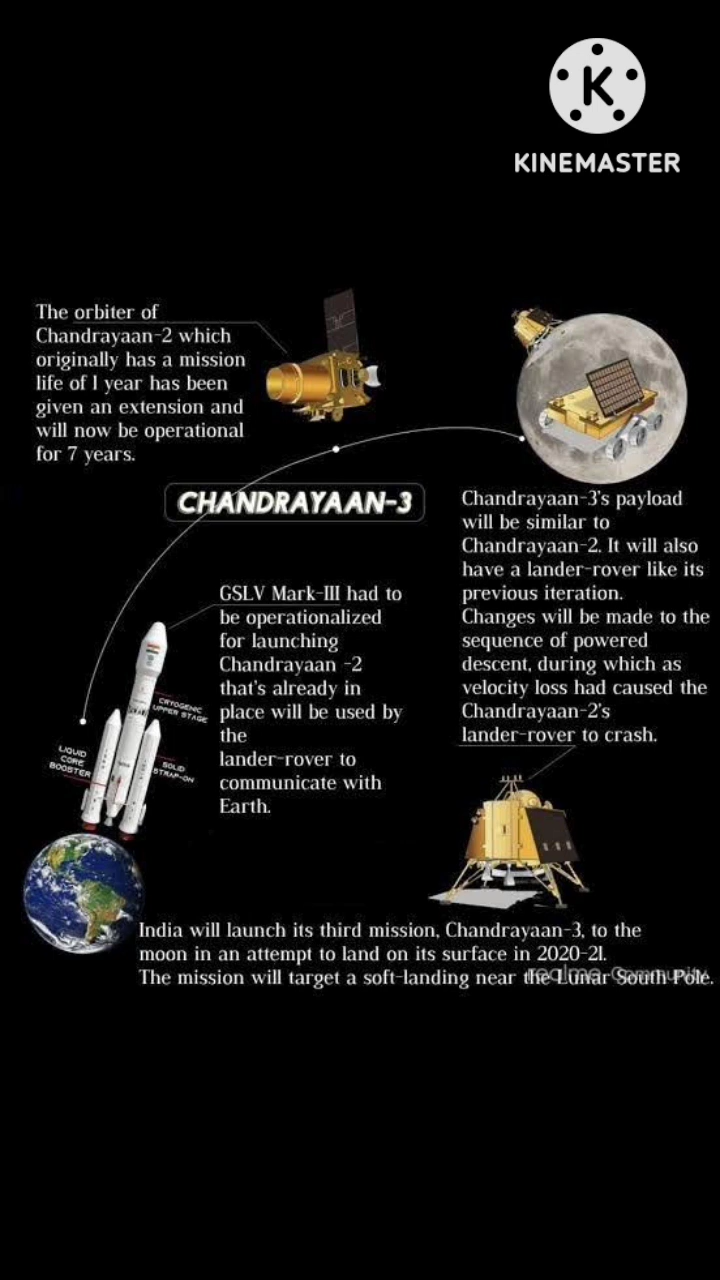 K
KINEMASTER
The orbiter of
Chandrayaan-2 which
originally has a mission
life of 1 year has been
given an extension and
will now be operational
for 7 years.
CHANDRAYAAN-3
Chandrayaan-3's payload
will be similar to
Chandrayaan-2. It will also
have a lander-rover like its
previous iteration.
Changes will be made to the
sequence of powered
descent, during which as
velocity loss had caused the
Chandrayaan-2's
lander-rover to crash.
GSLV Mark-III had to
be operationalized
for launching
Chandrayaan -2
that's already in
place will be used by
the
lander-rover to
communicate with
Earth.
CRYOGENIC
UPPER STAGE
LIQUID
CORE
BOOSTER
SOLID
STRAP-ON
India will launch its third mission, Chandrayaan-3, to the
moon in an attempt to land on its surface in 2020-21.
The mission will target a soft-landing near the Lunar South Pole.
realme Community